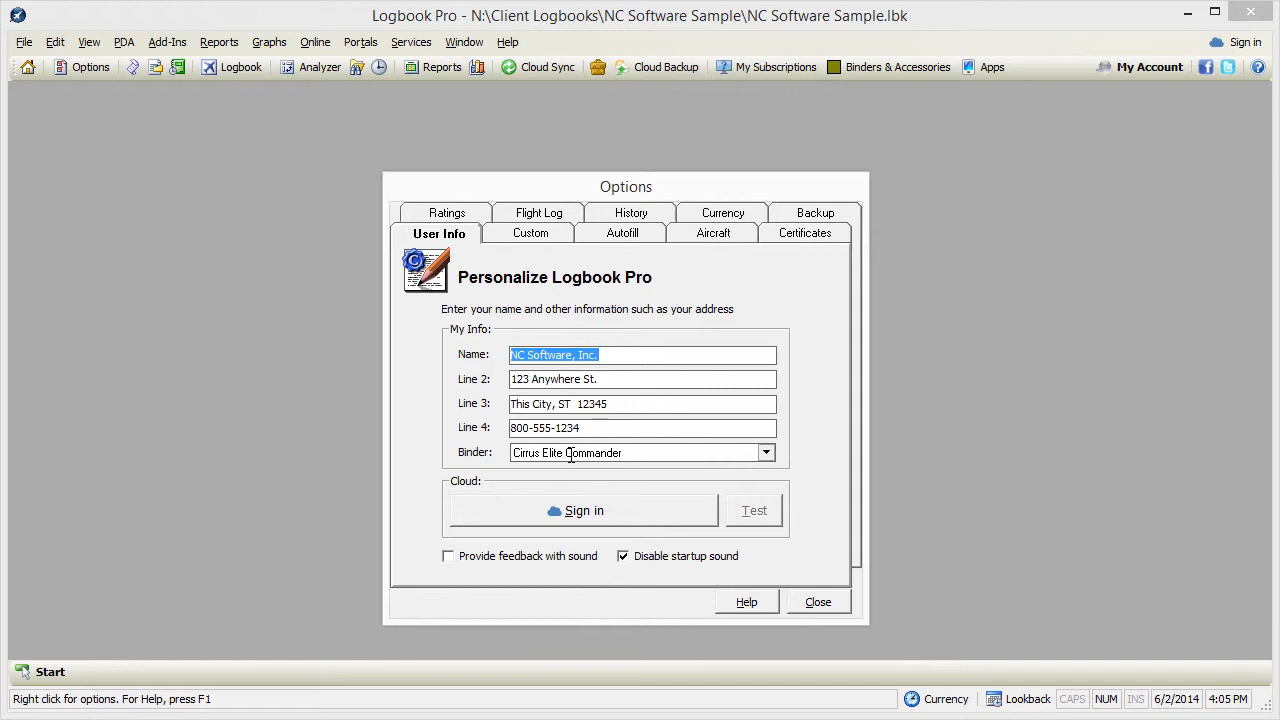 Logbook Pro - N:\Client Logbooks\NC Software Sample\NC Software Sample.lbk
File Edit View PDA Add-Ins Reports Graphs Online Portals Services Window Help Sign in
Options Logbook Analyzer Reports Cloud Sync Cloud Backup My Subscriptions Binders & Accessories Apps My Account
Options
Ratings Flight Log History Currency Backup
User Info Custom Autofill Aircraft Certificates
Personalize Logbook Pro
Enter your name and other information such as your address
My Info:
Name: NC Software, Inc.
Line 2: 123 Anywhere St.
Line 3: This City, ST 12345
Line 4: 800-555-1234
Binder: Cirrus Elite Commander
Cloud:
Sign in Test
Provide feedback with sound Disable startup sound
Help Close
Start
Right click for options. For Help, press F1 Currency Lookback CAPS NUM INS 6/2/2014 4:05 PM